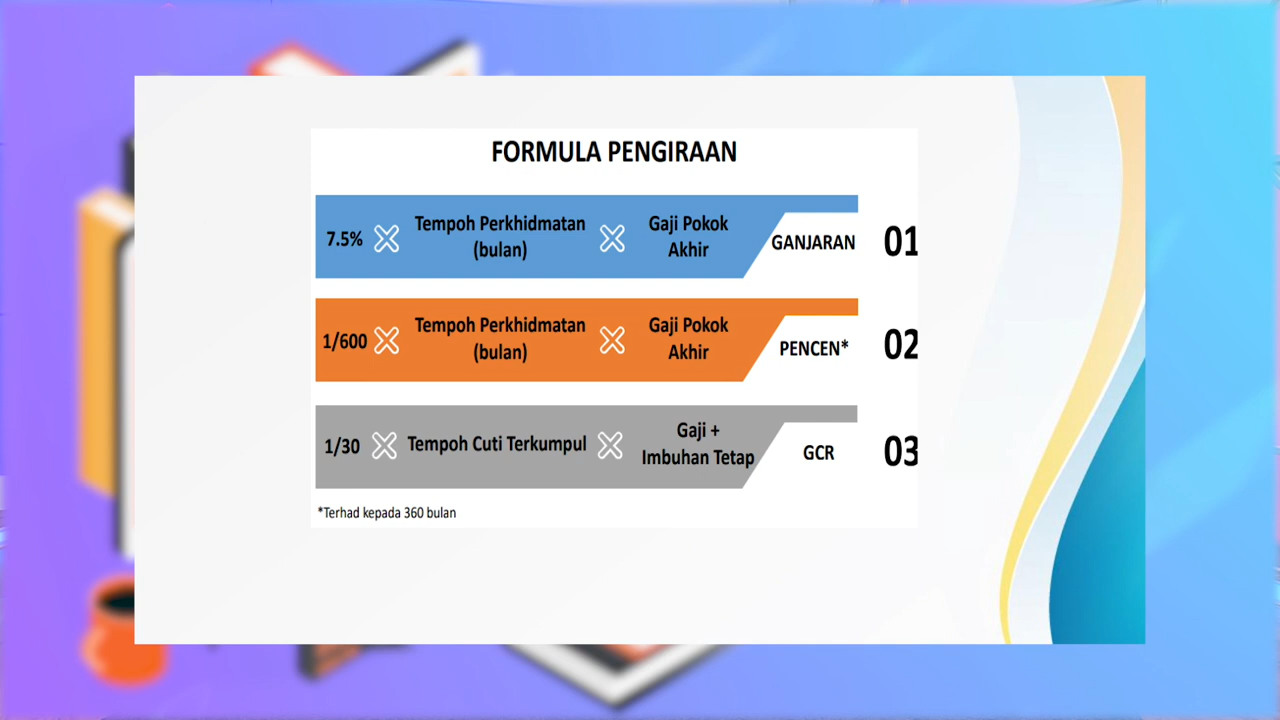 FORMULA PENGIRAAN
7.5% Tempoh Perkhidmatan (bulan) Gaji Pokok Akhir GANJARAN 01
1/600 Tempoh Perkhidmatan (bulan) Gaji Pokok Akhir PENCEN* 02
1/30 Tempoh Cuti Terkumpul Gaji + Imbuhan Tetap GCR 03
*Terhad kepada 360 bulan